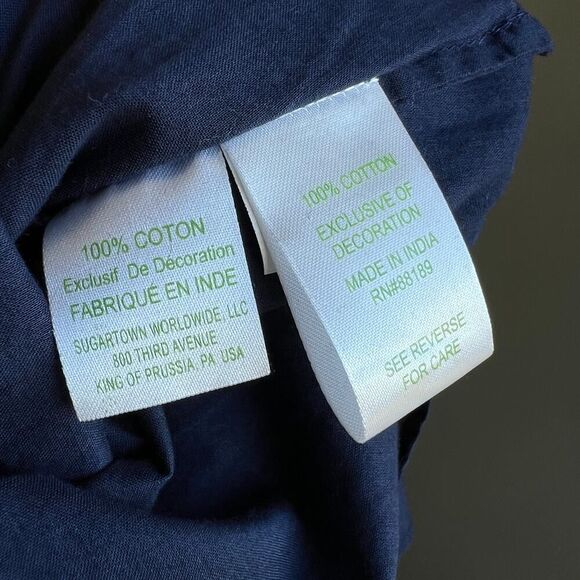 100% COTON
Exclusif De Décoration
FABRIQUÉ EN INDE
SUGARTOWN WORLDWIDE, LLC
800 THIRD AVENUE
KING OF PRUSSIA, PA USA
100% COTTON
EXCLUSIVE OF
DECORATION
MADE IN INDIA
RN#88189
SEE REVERSE
FOR CARE